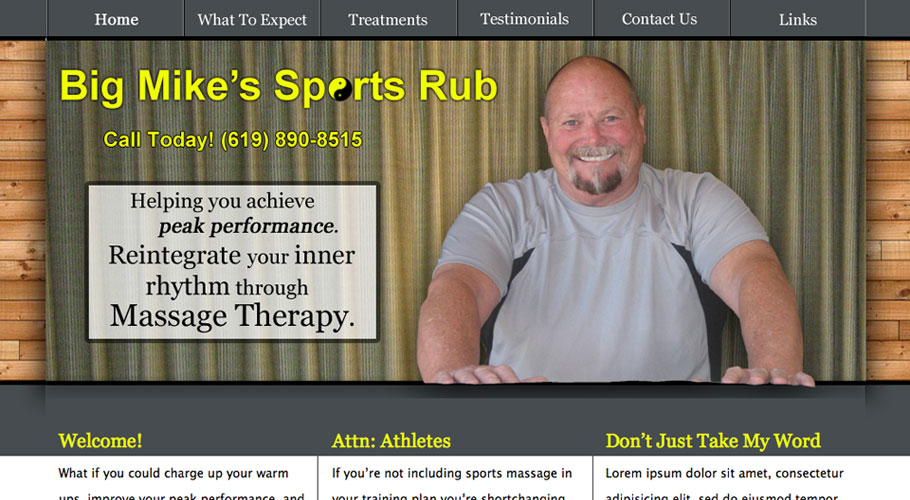 Home What To Expect Treatments Testimonials Contact Us Links
Big Mike's Sports Rub
Call Today! (619) 890-8515
Helping you achieve
peak performance.
Reintegrate your inner
rhythm through
Massage Therapy.
Welcome!
What if you could charge up your warm
ups, improve your peak performance, and
Attn: Athletes
If you're not including sports massage in
your training plan you're shortchanging
Don't Just Take My Word
Lorem ipsum dolor sit amet, consectetur
adipisicing elit, sed do eiusmod tempor